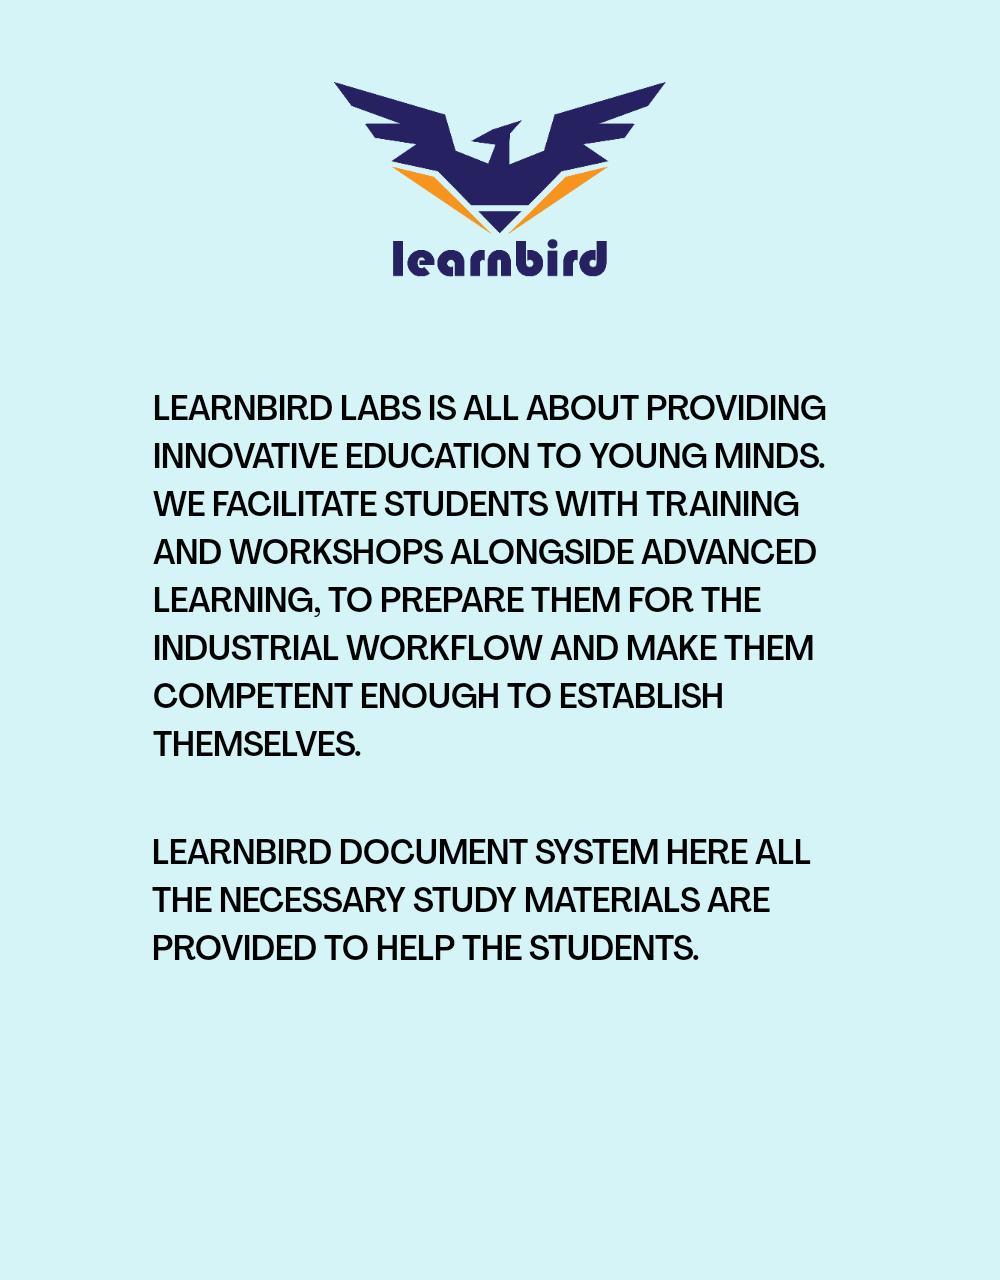 learnbird
LEARNBIRD LABS IS ALL ABOUT PROVIDING
INNOVATIVE EDUCATION TO YOUNG MINDS.
WE FACILITATE STUDENTS WITH TRAINING
AND WORKSHOPS ALONGSIDE ADVANCED
LEARNING, TO PREPARE THEM FOR THE
INDUSTRIAL WORKFLOW AND MAKE THEM
COMPETENT ENOUGH TO ESTABLISH
THEMSELVES.
LEARNBIRD DOCUMENT SYSTEM HERE ALL
THE NECESSARY STUDY MATERIALS ARE
PROVIDED TO HELP THE STUDENTS.